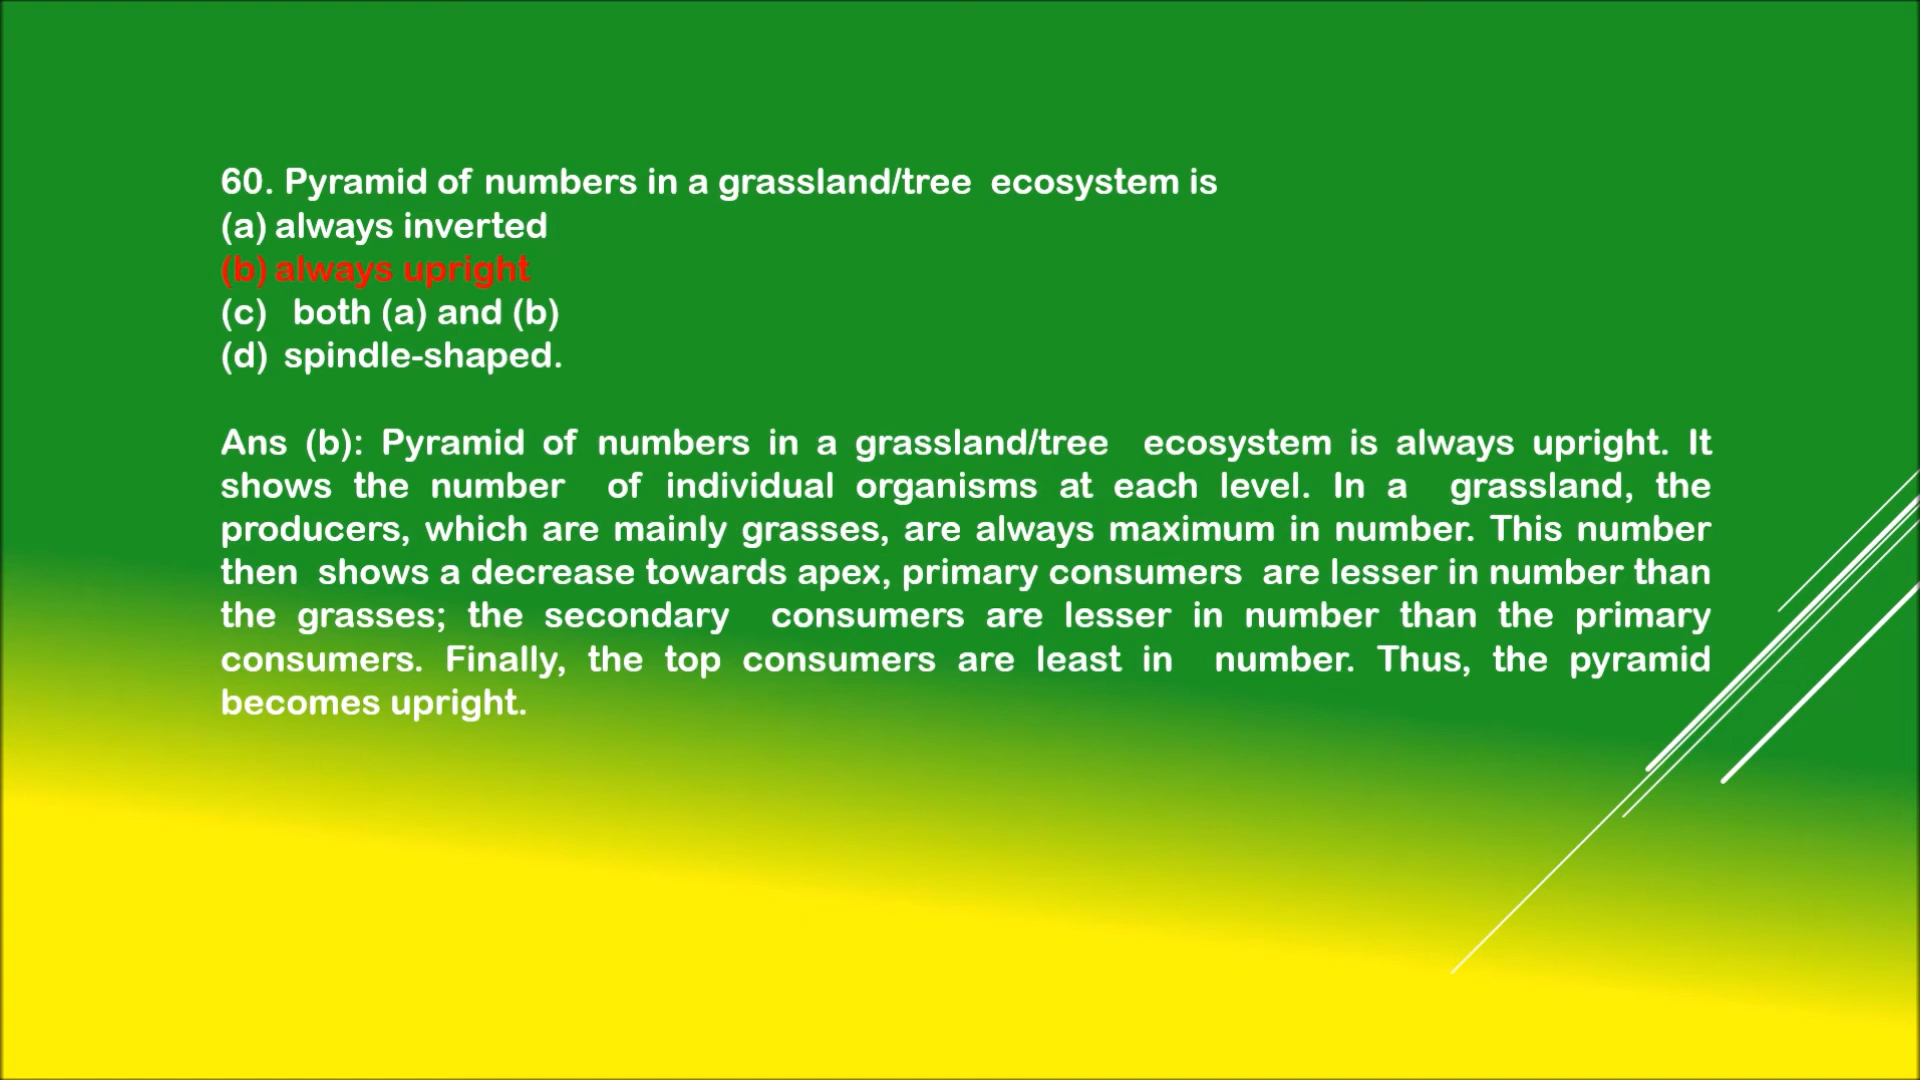 60. Pyramid of numbers in a grassland/tree ecosystem is
(a) always inverted
(b) always upright
(c) both (a) and (b)
(d) spindle-shaped.
Ans (b): Pyramid of numbers in a grassland/tree ecosystem is always upright. It
shows the number of individual organisms at each level. In a grassland, the
producers, which are mainly grasses, are always maximum in number. This number
then shows a decrease towards apex, primary consumers are lesser in number than
the grasses; the secondary consumers are lesser in number than the primary
consumers. Finally, the top consumers are least in number. Thus, the pyramid
becomes upright.